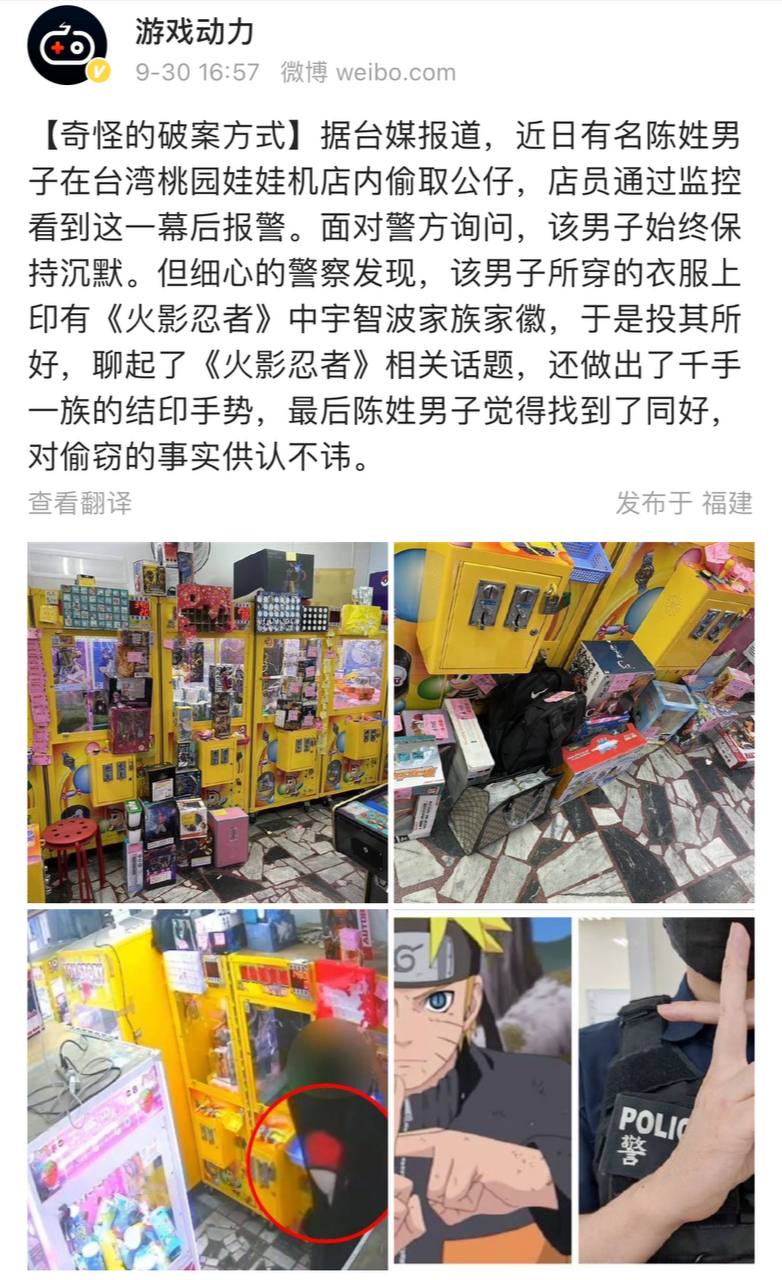 游戏动力
9-30 16:57 微博 weibo.com
【奇怪的破案方式】据台媒报道，近日有名陈姓男
子在台湾桃园娃娃机店内偷取公仔，店员通过监控
看到这一幕后报警。面对警方询问，该男子始终保
持沉默。但细心的警察发现，该男子所穿的衣服上
印有《火影忍者》中宇智波家族家徽，于是投其所
好，聊起了《火影忍者》相关话题，还做出了千手
一族的结印手势，最后陈姓男子觉得找到了同好，
对偷窃的事实供认不讳。
查看翻译
发布于 福建
POLIC
警